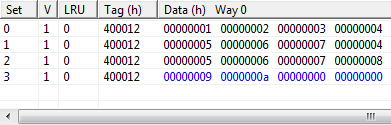 Set V LRU Tag (h) Data (h) Way 0
0 1 0 400012 00000001 00000002 00000003 00000004
1 1 0 400012 00000005 00000006 00000007 00000004
2 1 0 400012 00000005 00000006 00000007 00000008
3 1 0 400012 00000009 0000000a 00000000 00000000